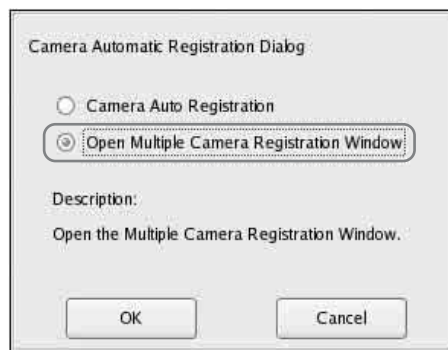 Camera Automatic Registration Dialog
Camera Auto Registration
Open Multiple Camera Registration Window
Description:
Open the Multiple Camera Registration Window.
OK
Cancel